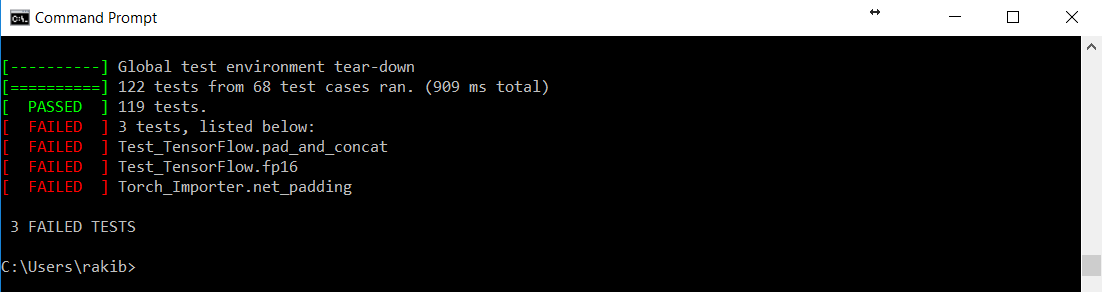 Command Prompt
[----------] Global test environment tear-down
[==========] 122 tests from 68 test cases ran. (909 ms total)
[  PASSED  ] 119 tests.
[  FAILED  ] 3 tests, listed below:
[  FAILED  ] Test_TensorFlow.pad_and_concat
[  FAILED  ] Test_TensorFlow.fp16
[  FAILED  ] Torch_Importer.net_padding
 3 FAILED TESTS
C:\Users\rakib>